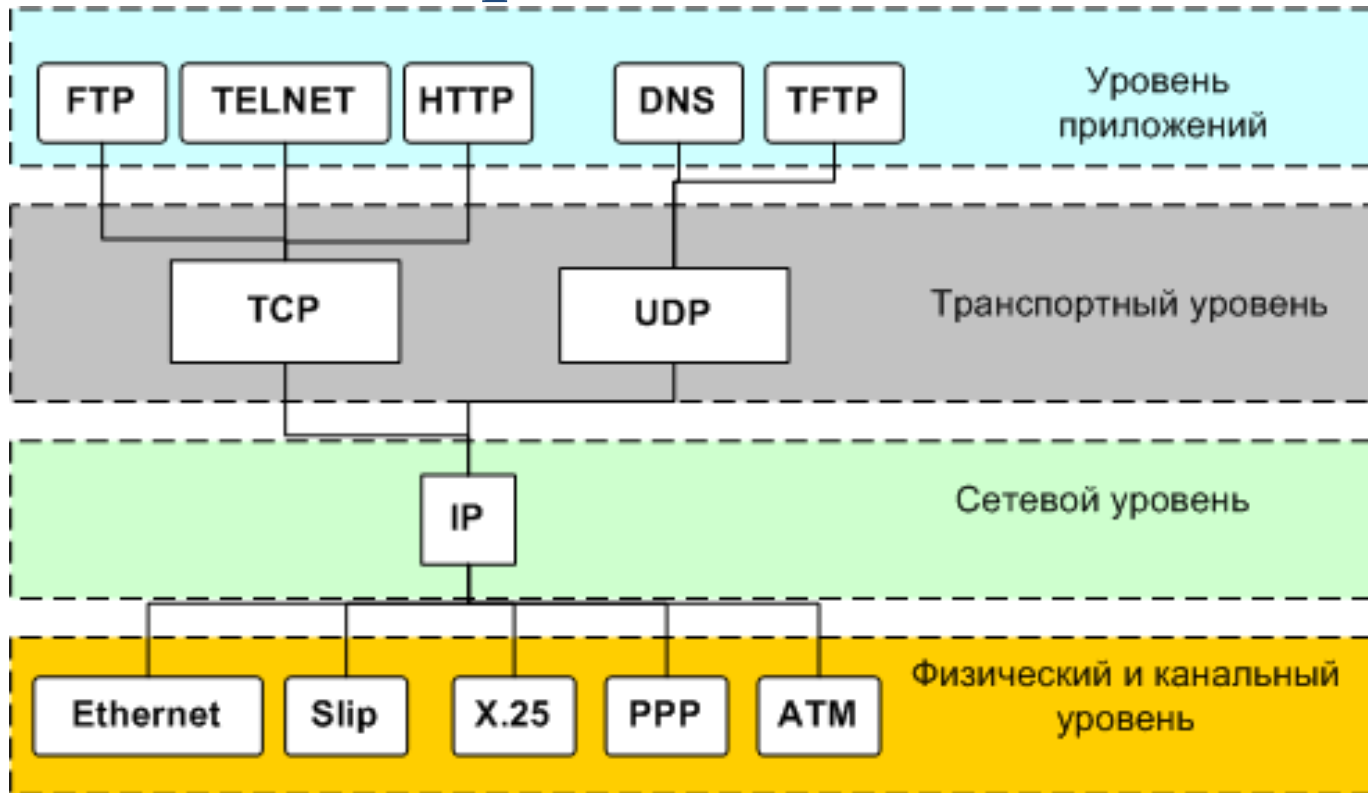 FTP TELNET HTTP DNS TFTP
Уровень
приложений
TCP UDP
Транспортный уровень
IP
Сетевой уровень
Физический и канальный
уровень
Ethernet Slip X.25 PPP ATM